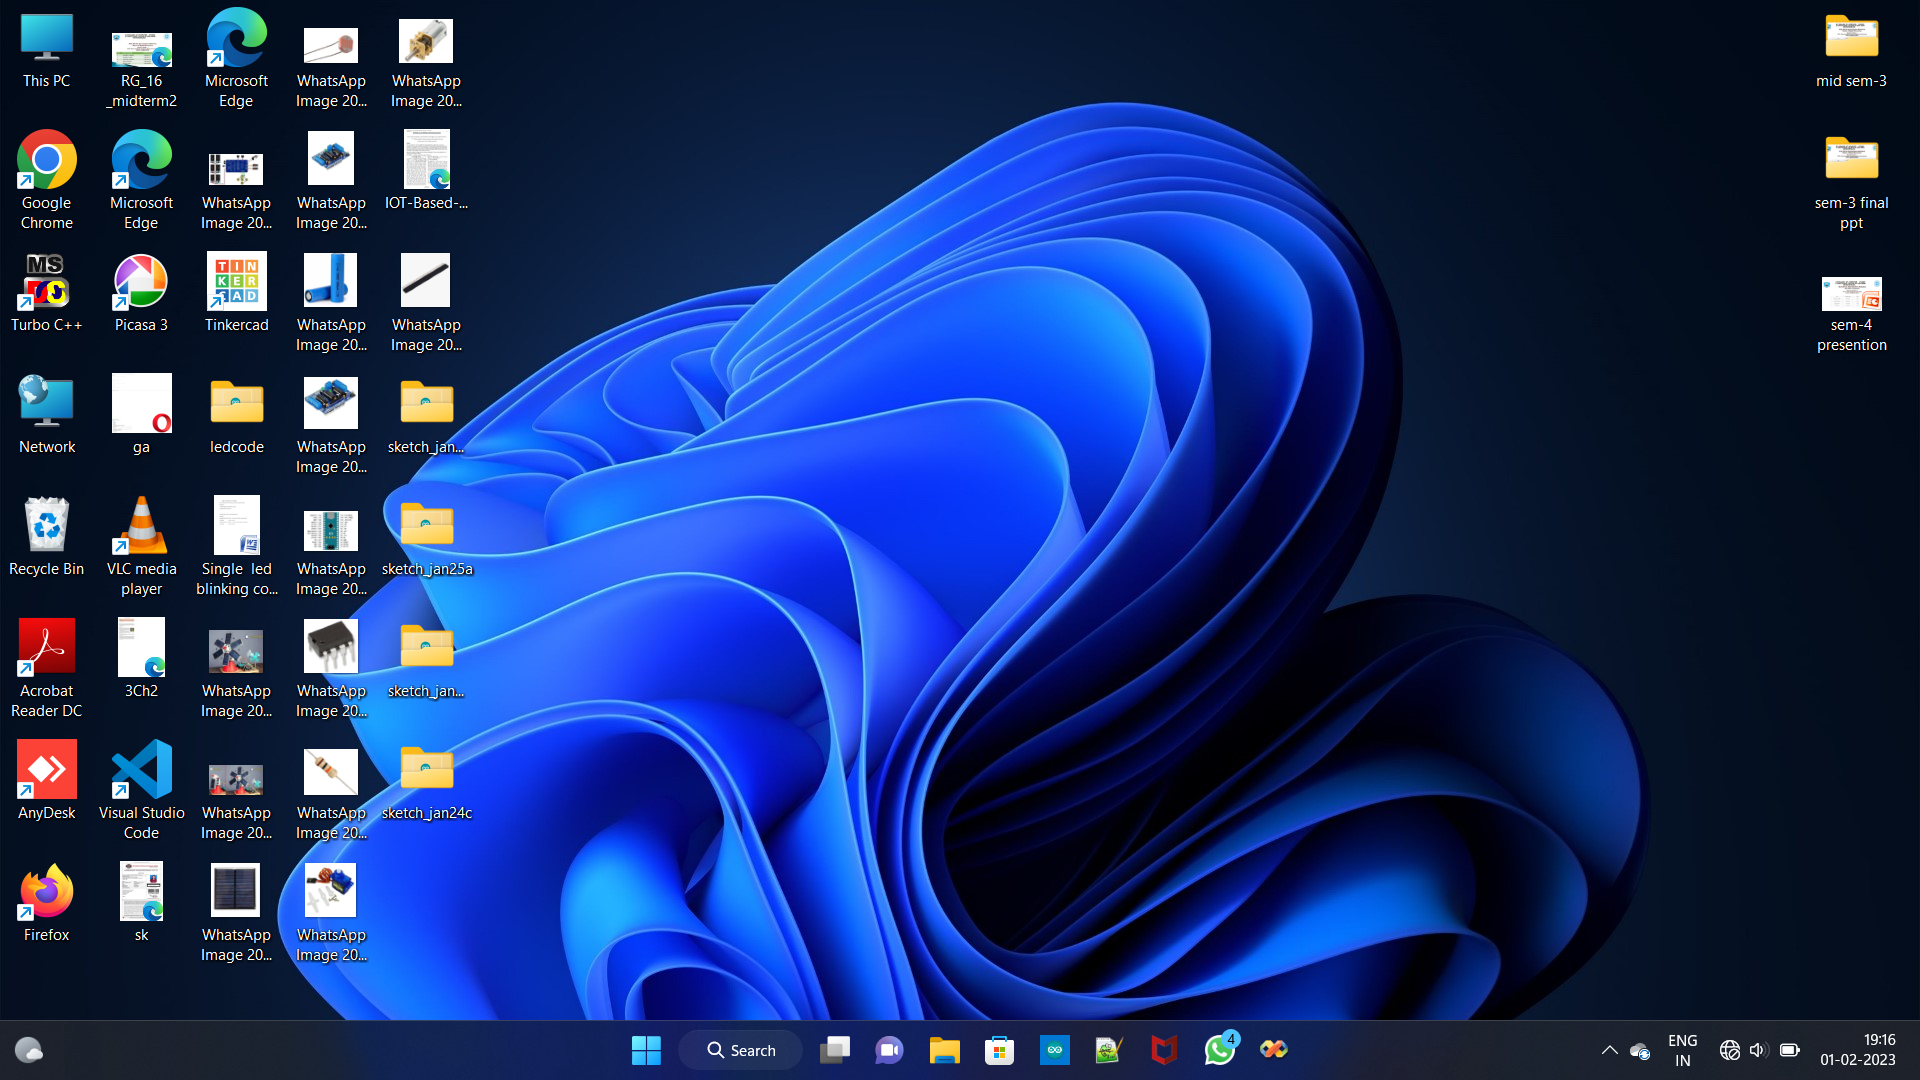 This PC
RG_16
_midterm2
Microsoft
Edge
WhatsApp
Image 20...
WhatsApp
Image 20...
mid sem-3
Google
Chrome
Microsoft
Edge
WhatsApp
Image 20...
WhatsApp
Image 20...
IOT-Based-...
sem-3 final
ppt
MS
DOS
Turbo C++
Picasa 3
TIN
KER
CAD
Tinkercad
WhatsApp
Image 20...
WhatsApp
Image 20...
sem-4
presention
Network
ga
ledcode
WhatsApp
Image 20...
sketch_jan...
Recycle Bin
VLC media
player
Single led
blinking co...
WhatsApp
Image 20...
sketch_jan25a
Acrobat
Reader DC
3Ch2
WhatsApp
Image 20...
WhatsApp
Image 20...
sketch_jan...
AnyDesk
Visual Studio
Code
WhatsApp
Image 20...
WhatsApp
Image 20...
sketch_jan24c
Firefox
sk
WhatsApp
Image 20...
WhatsApp
Image 20...
Search
4
ENG
IN
19:16
01-02-2023